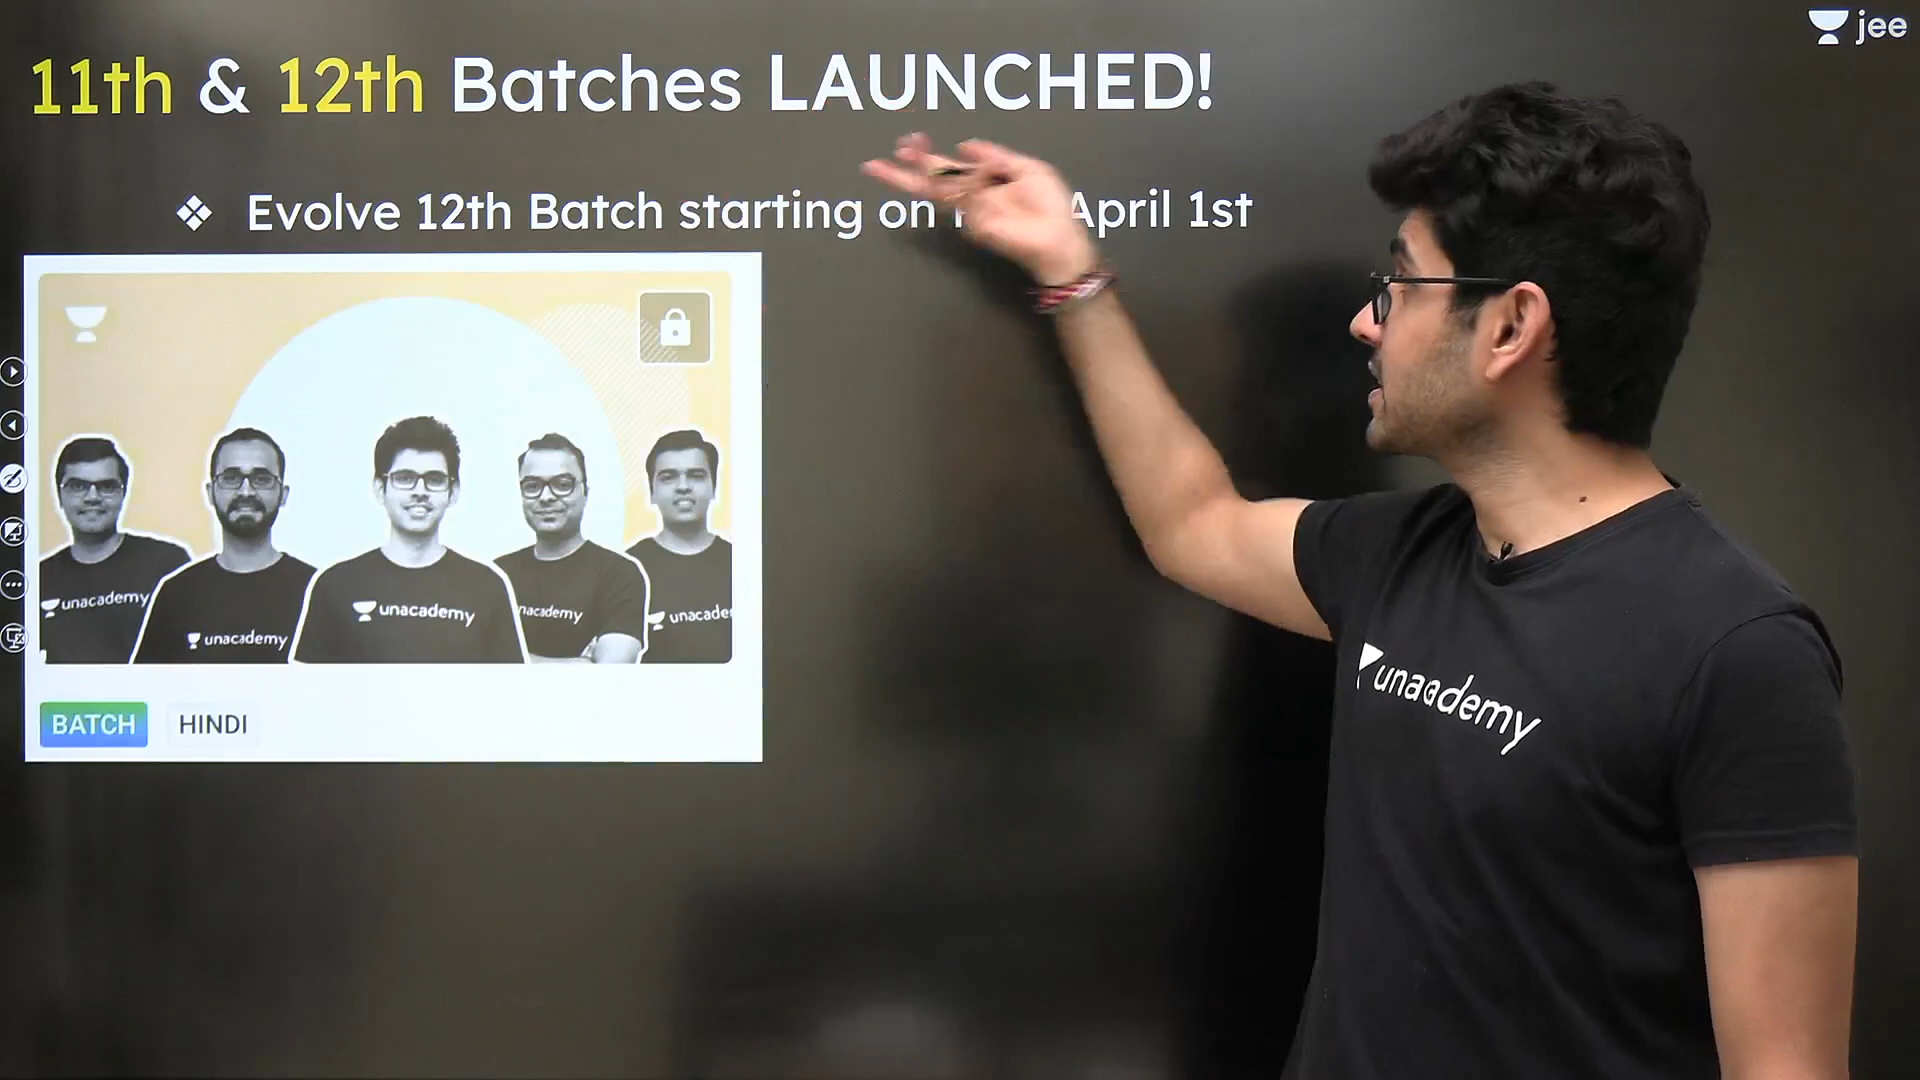 jee
11th & 12th Batches LAUNCHED!
❖ Evolve 12th Batch starting on April 1st
unacademy
unacademy
unacademy
unacademy
unacade
BATCH HINDI
unacademy